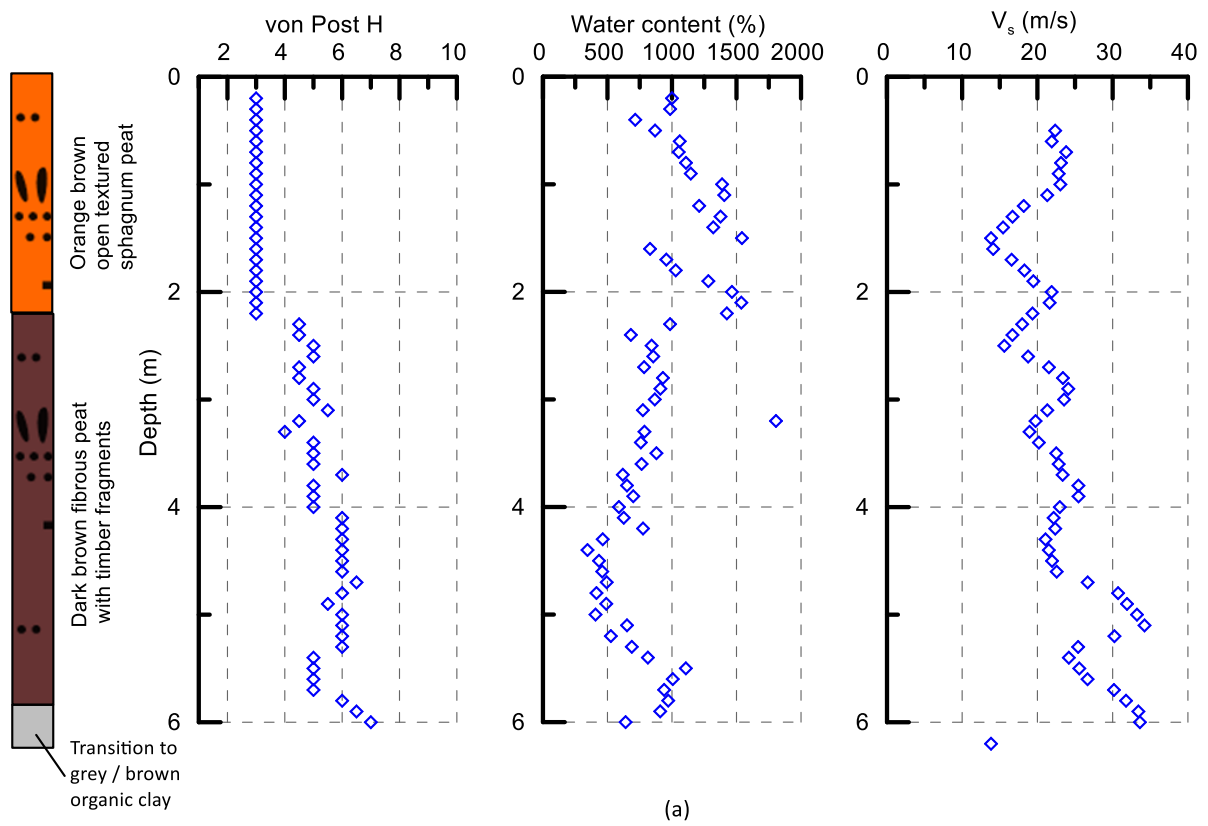 von Post H
2 4 6 8 10
0
2
4
6
Depth (m)
Water content (%)
0 500 1000 1500 2000
0
2
4
6
Vs (m/s)
0 10 20 30 40
0
2
4
6
Orange brown
open textured
sphagnum peat
Dark brown fibrous peat
with timber fragments
Transition to
grey / brown
organic clay
(a)